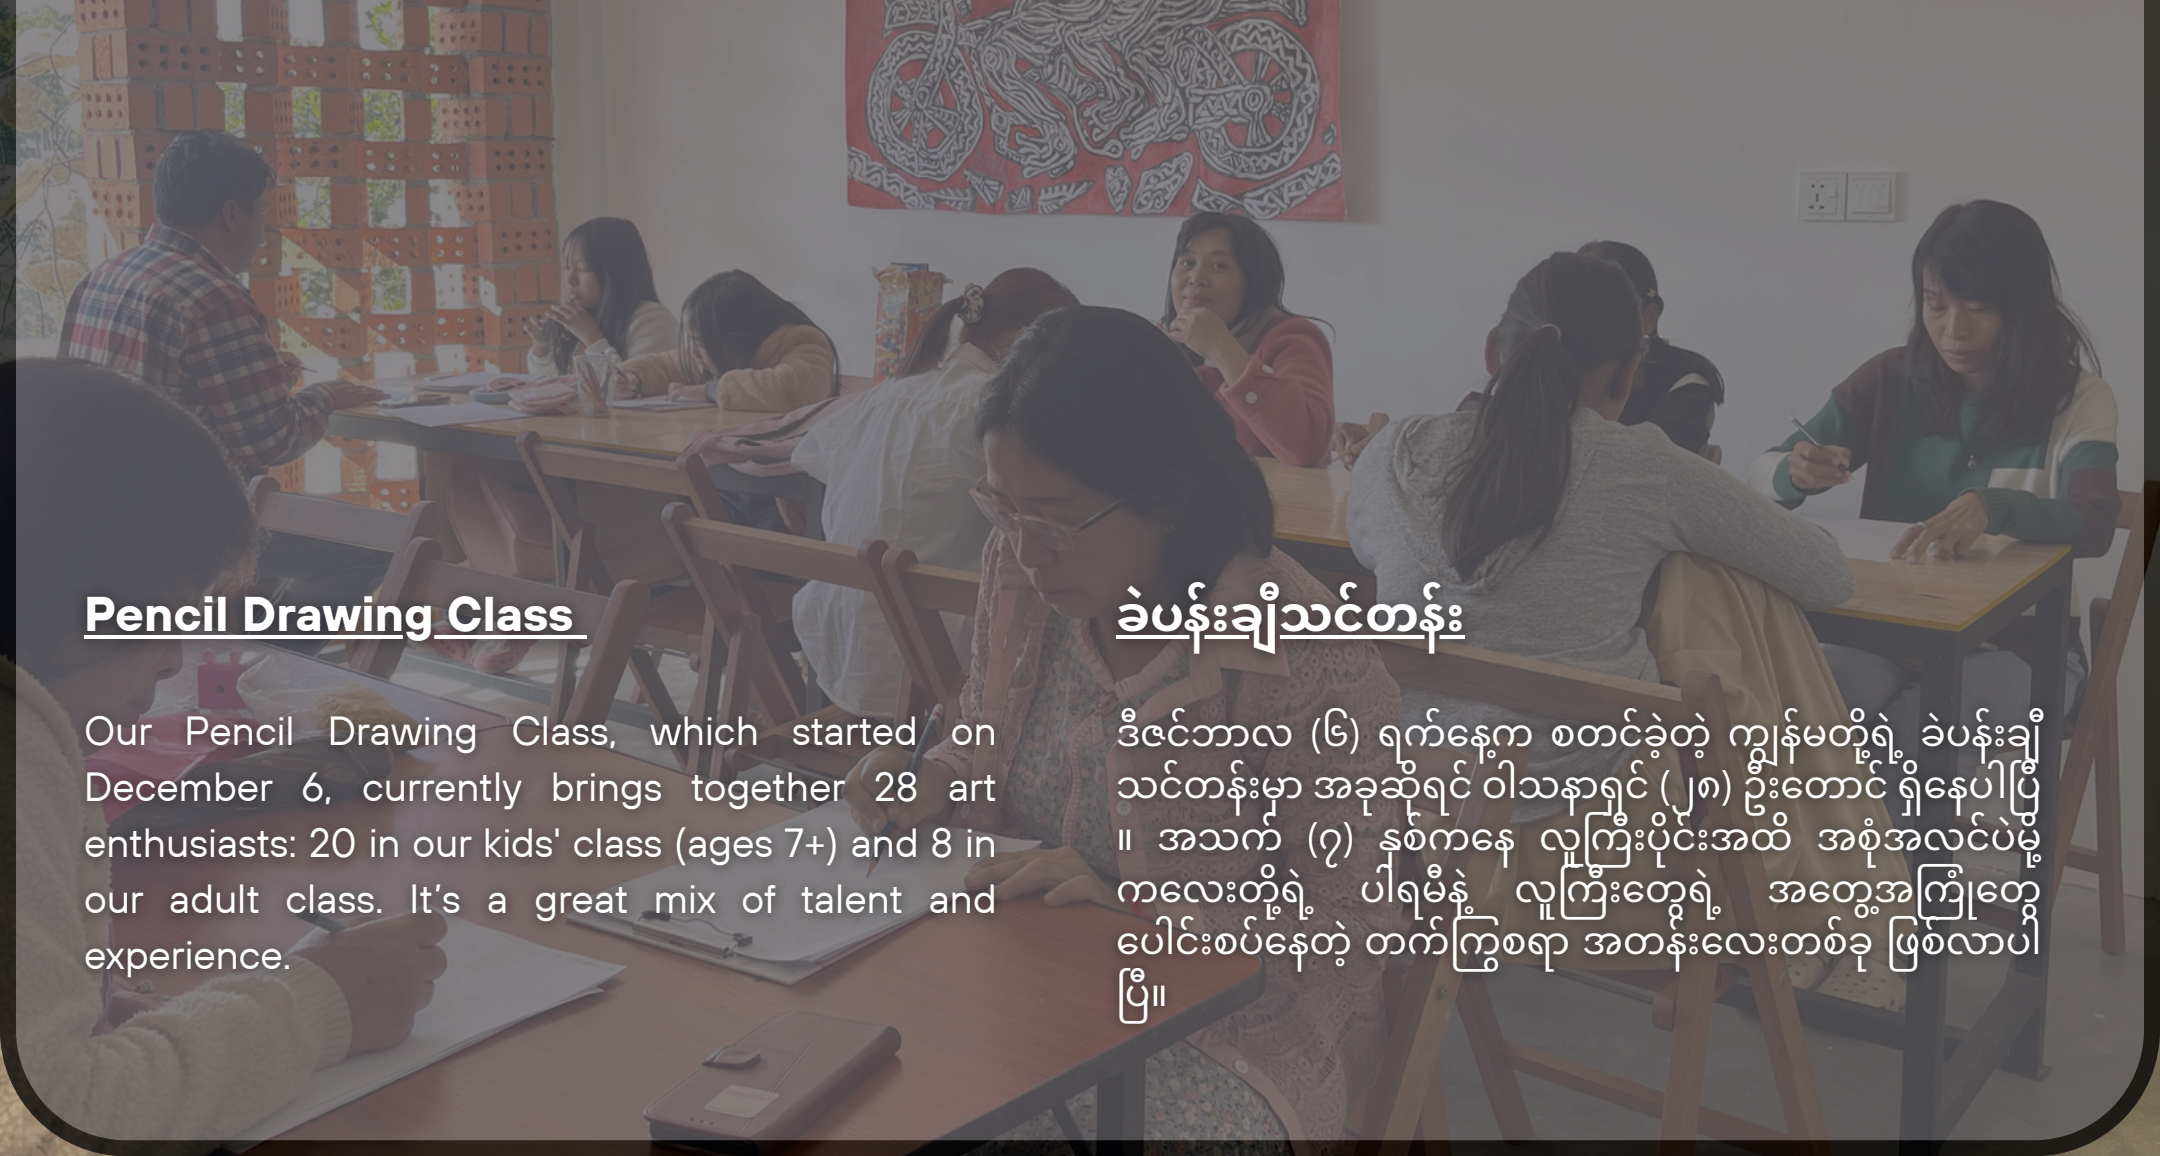 Pencil Drawing Class
Our Pencil Drawing Class, which started on
December 6, currently brings together 28 art
enthusiasts: 20 in our kids' class (ages 7+) and 8 in
our adult class. It’s a great mix of talent and
experience.
ခဲပန်းချီသင်တန်း
ဒီဇင်ဘာလ (၆) ရက်နေ့က စတင်ခဲ့တဲ့ ကျွန်မတို့ရဲ့ ခဲပန်းချီ
သင်တန်းမှာ အခုဆိုရင် ဝါသနာရှင် (၂၈) ဦးတောင် ရှိနေပါပြီ
။ အသက် (၇) နှစ်ကနေ လူကြီးပိုင်းအထိ အစုံအလင်ပဲမို့
ကလေးတို့ရဲ့ ပါရမီနဲ့ လူကြီးတွေရဲ့ အတွေ့အကြုံတွေ
ပေါင်းစပ်နေတဲ့ တက်ကြွစရာ အတန်းလေးတစ်ခု ဖြစ်လာပါ
ပြီ။